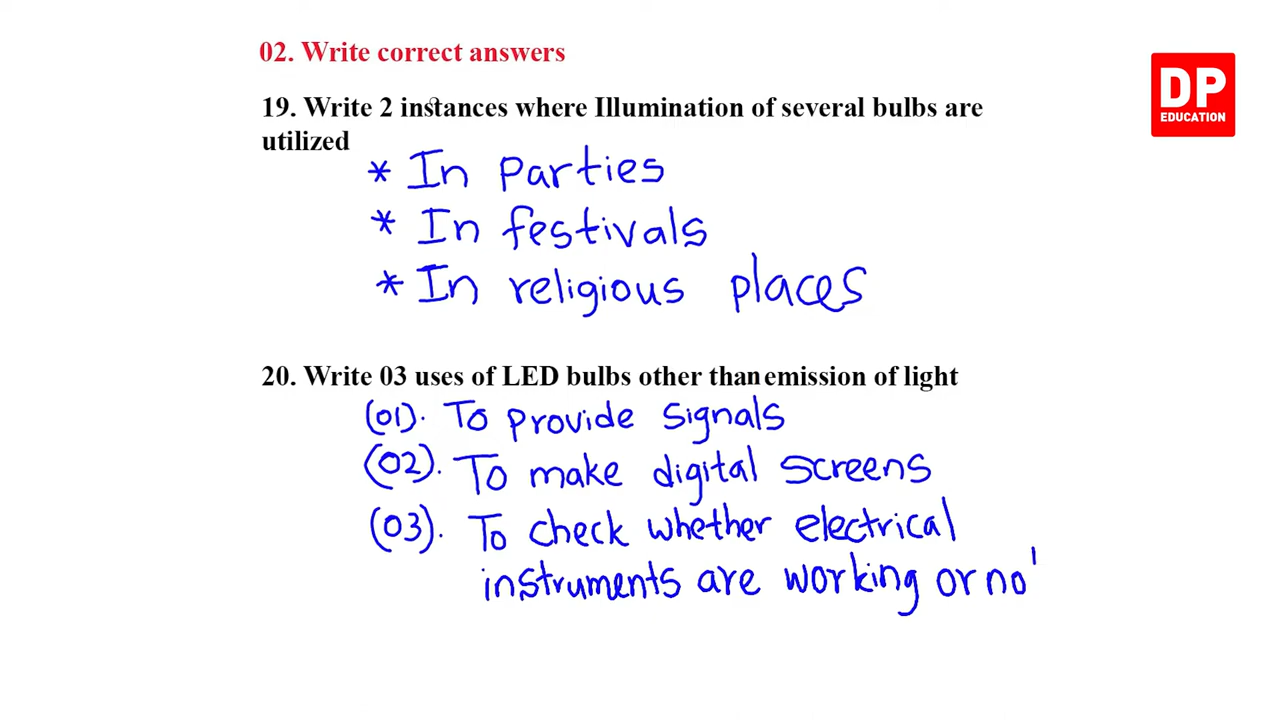 02. Write correct answers
DP
EDUCATION
19. Write 2 instances where Illumination of several bulbs are
utilized
* In Parties
* In festivals
* In religious places
20. Write 03 uses of LED bulbs other than emission of light
(01). To provide signals
(02). To make digital screens
(03). To check whether electrical
instruments are working or no